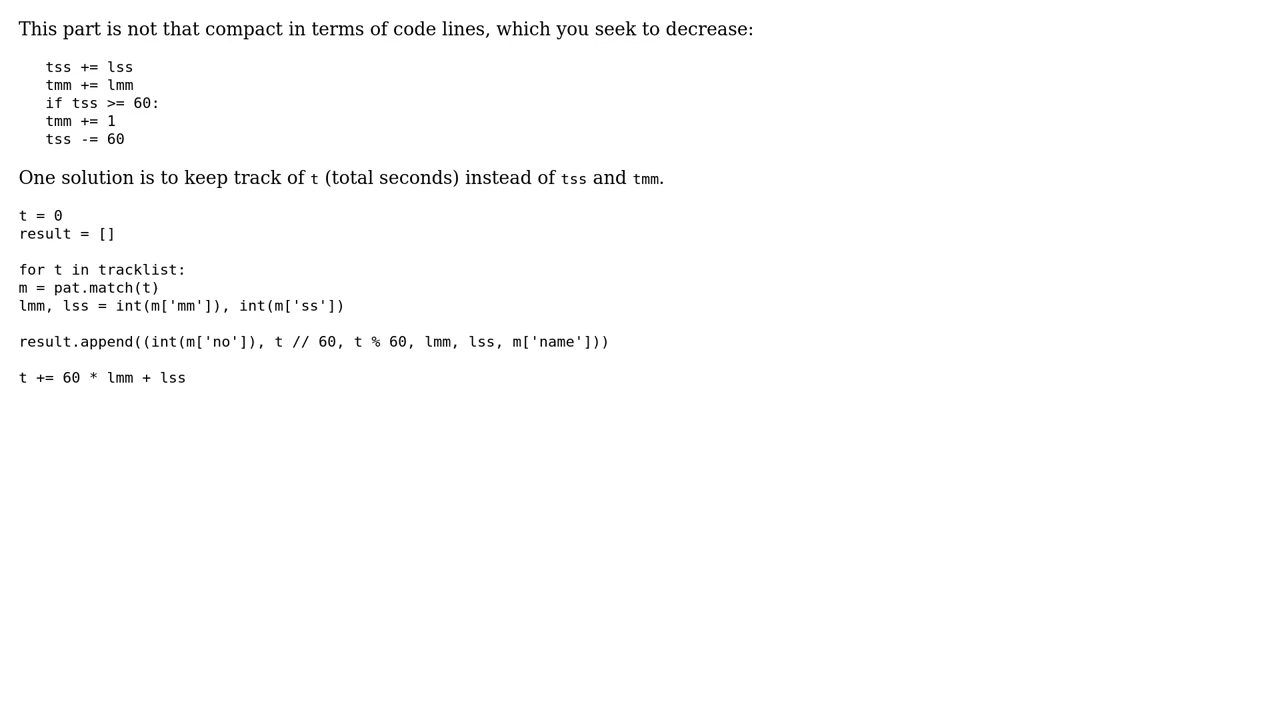 This part is not that compact in terms of code lines, which you seek to decrease:
tss += lss
tmm += lmm
if tss >= 60:
tmm += 1
tss -= 60
One solution is to keep track of t (total seconds) instead of tss and tmm.
t = 0
result = []
for t in tracklist:
m = pat.match(t)
lmm, lss = int(m['mm']), int(m['ss'])
result.append((int(m['no']), t // 60, t % 60, lmm, lss, m['name']))
t += 60 * lmm + lss